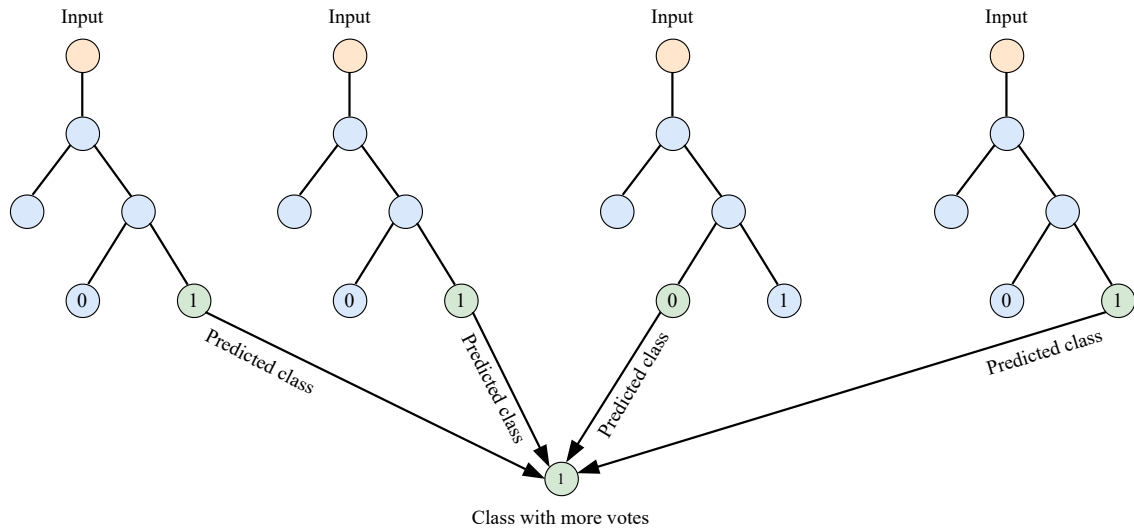 Input
Input
Input
Input
0
1
0
1
0
1
0
1
Predicted class
Predicted class
Predicted class
Predicted class
1
Class with more votes